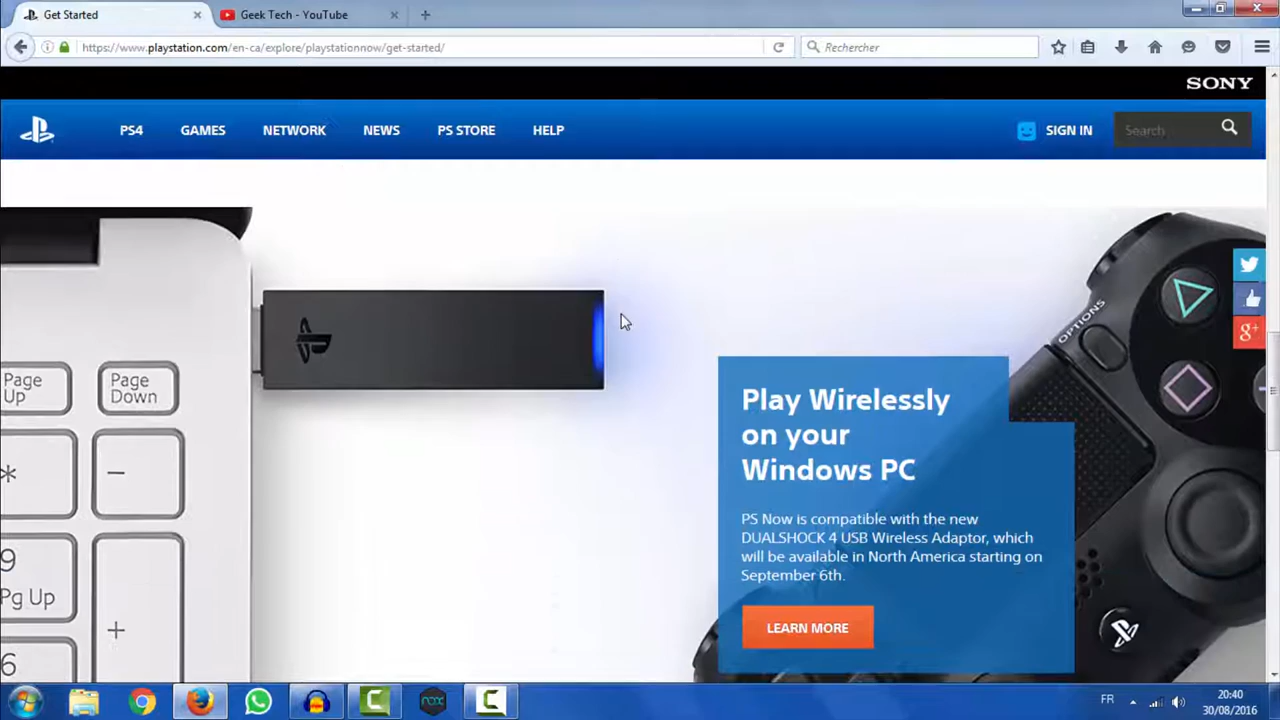 Get Started
Geek Tech - YouTube
https://www.playstation.com/en-ca/explore/playstationnow/get-started/
Rechercher
SONY
PS4 GAMES NETWORK NEWS PS STORE HELP SIGN IN Search
OPTIONS
Page Up
Page Down
* -
9
Pg Up
+
6
Play Wirelessly
on your
Windows PC
PS Now is compatible with the new
DUALSHOCK 4 USB Wireless Adaptor, which
will be available in North America starting on
September 6th.
LEARN MORE
nox
FR
20:40
30/08/2016